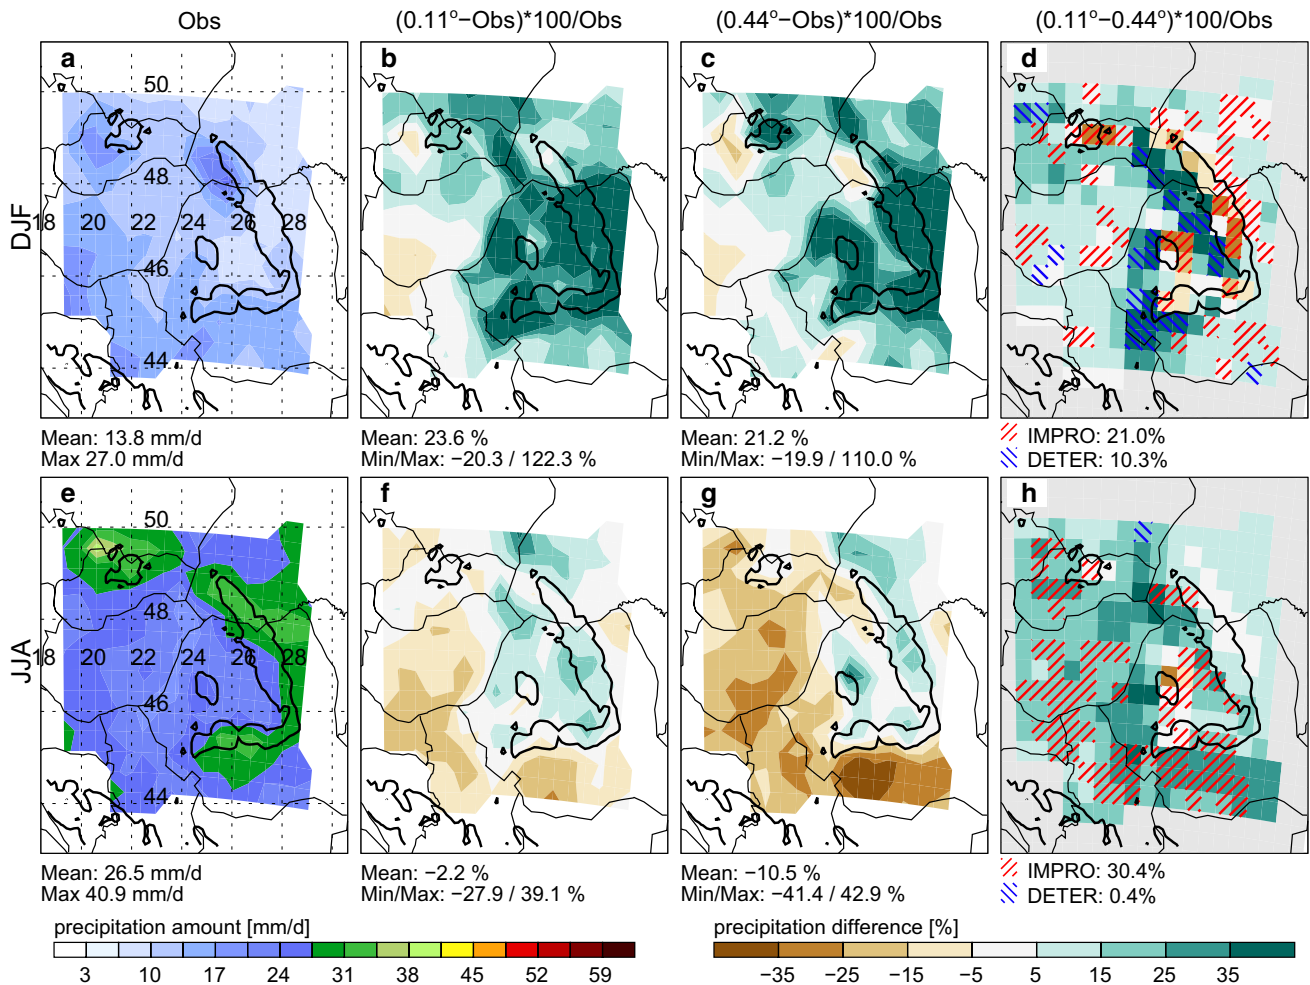 Obs
(0.11°−Obs)*100/Obs
(0.44°−Obs)*100/Obs
(0.11°−0.44°)*100/Obs
DJF
a
50
48
18 20 22 24 26 28
46
44
b
c
d
Mean: 13.8 mm/d
Max 27.0 mm/d
Mean: 23.6 %
Min/Max: −20.3 / 122.3 %
Mean: 21.2 %
Min/Max: −19.9 / 110.0 %
IMPRO: 21.0%
DETER: 10.3%
JJA
e
50
48
18 20 22 24 26 28
46
44
f
g
h
Mean: 26.5 mm/d
Max 40.9 mm/d
Mean: −2.2 %
Min/Max: −27.9 / 39.1 %
Mean: −10.5 %
Min/Max: −41.4 / 42.9 %
IMPRO: 30.4%
DETER: 0.4%
precipitation amount [mm/d]
3 10 17 24 31 38 45 52 59
precipitation difference [%]
−35 −25 −15 −5 5 15 25 35